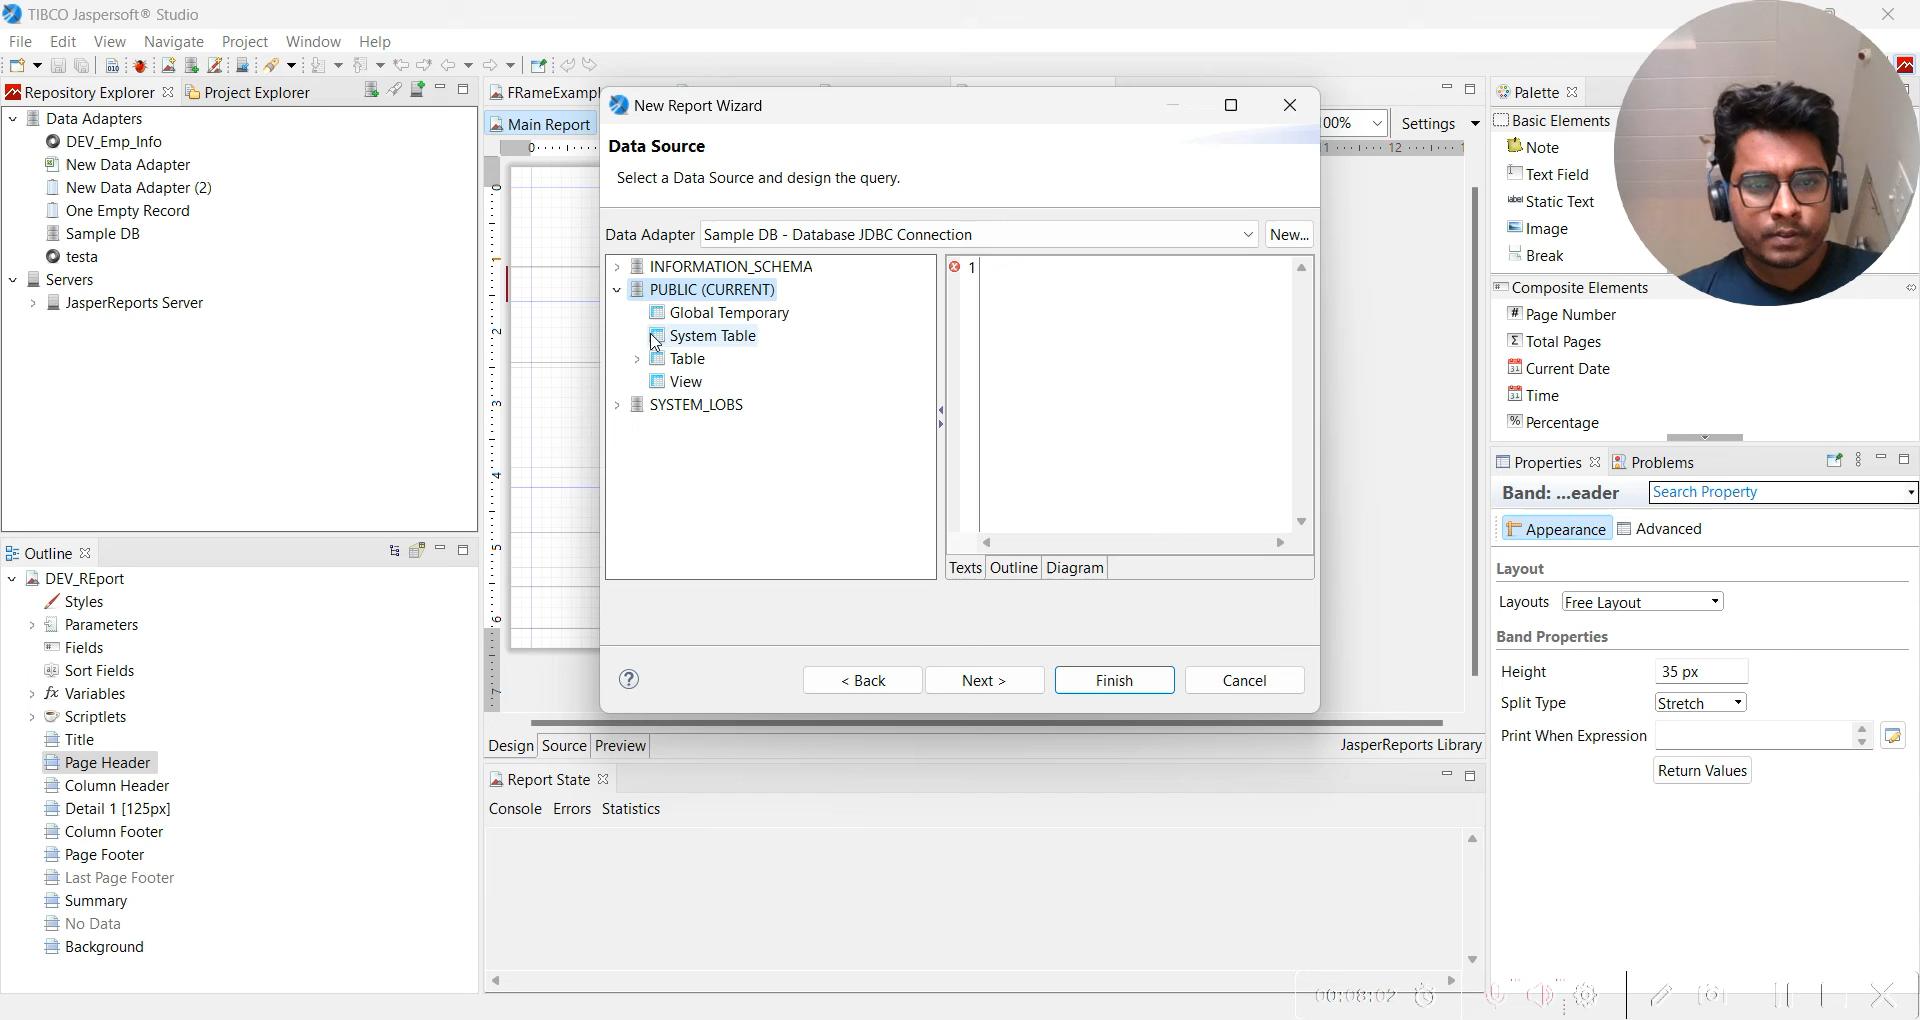 TIBCO Jaspersoft® Studio
File Edit View Navigate Project Window Help
Repository Explorer Project Explorer
Data Adapters
DEV_Emp_Info
New Data Adapter
New Data Adapter (2)
One Empty Record
Sample DB
testa
Servers
JasperReports Server
Outline
DEV_REport
Styles
Parameters
Fields
Sort Fields
Variables
Scriptlets
Title
Page Header
Column Header
Detail 1 [125px]
Column Footer
Page Footer
Last Page Footer
Summary
No Data
Background
FRameExampl
Main Report
00% Settings
New Report Wizard
Data Source
Select a Data Source and design the query.
Data Adapter Sample DB - Database JDBC Connection New...
INFORMATION_SCHEMA
PUBLIC (CURRENT)
Global Temporary
System Table
Table
View
SYSTEM_LOBS
1
Texts Outline Diagram
< Back Next > Finish Cancel
Design Source Preview
JasperReports Library
Report State
Console Errors Statistics
Palette
Basic Elements
Note
Text Field
Static Text
Image
Break
Composite Elements
Page Number
Total Pages
Current Date
Time
Percentage
Properties Problems
Band: ...eader Search Property
Appearance Advanced
Layout
Layouts Free Layout
Band Properties
Height 35 px
Split Type Stretch
Print When Expression
Return Values
00:08:02